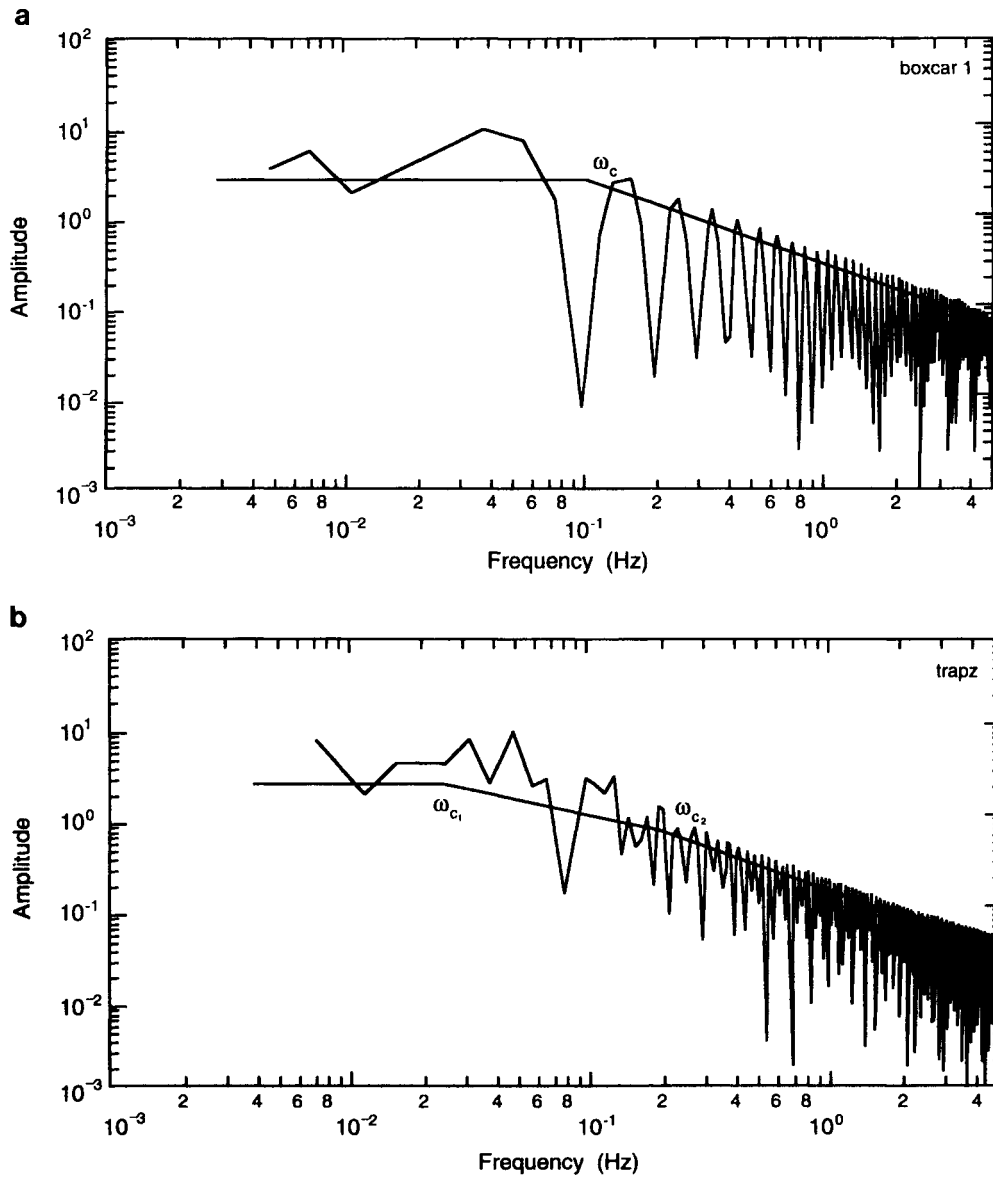 a
10²
boxcar 1
10¹
ω_c
10⁰
Amplitude
10⁻¹
10⁻²
10⁻³
2 4 6 8 2 4 6 8 2 4 6 8 2 4
10⁻³ 10⁻² 10⁻¹ 10⁰
Frequency (Hz)
b
10²
trapz
10¹
ω_c₁
ω_c₂
10⁰
Amplitude
10⁻¹
10⁻²
10⁻³
2 4 6 8 2 4 6 8 2 4 6 8 2 4
10⁻³ 10⁻² 10⁻¹ 10⁰
Frequency (Hz)